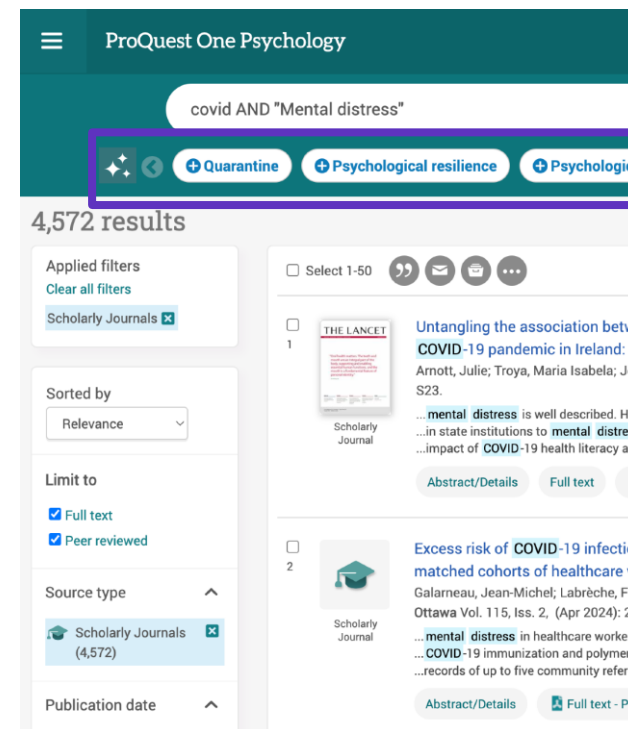 ProQuest One Psychology
covid AND "Mental distress"
Quarantine
Psychological resilience
4,572 results
Applied filters
Clear all filters
Scholarly Journals
Sorted by
Relevance
Limit to
Full text
Peer reviewed
Source type
Scholarly Journals
(4,572)
Publication date
Select 1-50
1
THE LANCET
Scholarly
Journal
Untangling the association
COVID-19 pandemic in Ireland:
Arnott, Julie; Troya, Maria Isabela;
S23.
... mental distress is well described.
...in state institutions to mental
...impact of COVID-19 health literacy
Abstract/Details
Full text
2
Scholarly
Journal
Excess risk of COVID-19
matched cohorts of healthcare
Galarneau, Jean-Michel; Labrèche,
Ottawa Vol. 115, Iss. 2, (Apr 2024):
... mental distress in healthcare
... COVID-19 immunization and
...records of up to five community
Abstract/Details
Full text -